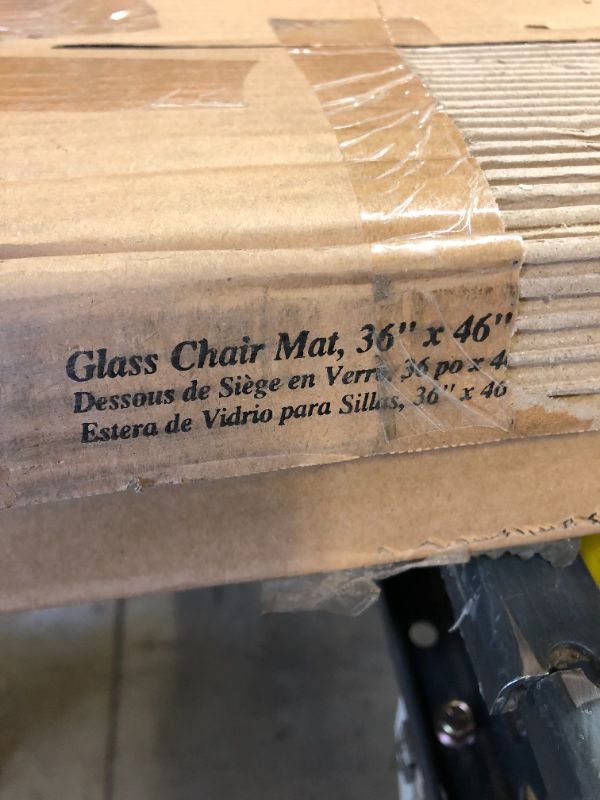 Glass Chair Mat, 36" x 46"
Dessous de Siège en Verre, 36 po x 4
Estera de Vidrio para Sillas, 36" x 46